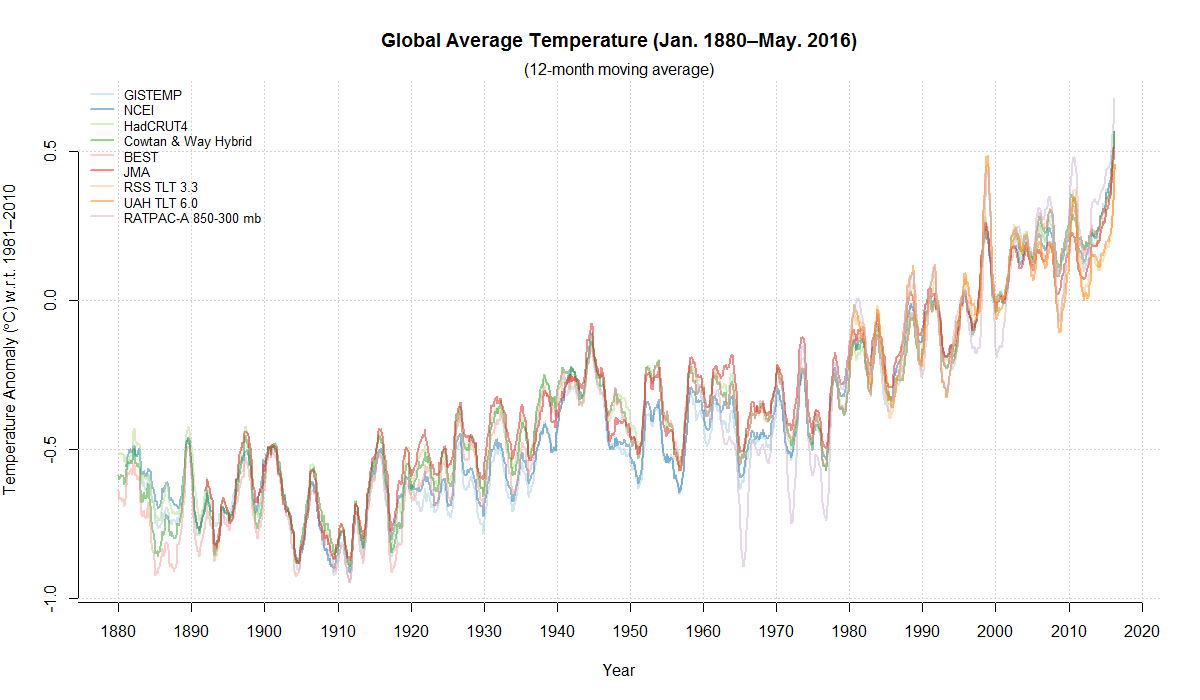 Global Average Temperature (Jan. 1880–May. 2016)
(12-month moving average)
GISTEMP
NCEI
HadCRUT4
Cowtan & Way Hybrid
BEST
JMA
RSS TLT 3.3
UAH TLT 6.0
RATPAC-A 850-300 mb
Temperature Anomaly (°C) w.r.t. 1981–2010
0.5
0.0
-0.5
-1.0
1880 1890 1900 1910 1920 1930 1940 1950 1960 1970 1980 1990 2000 2010 2020
Year